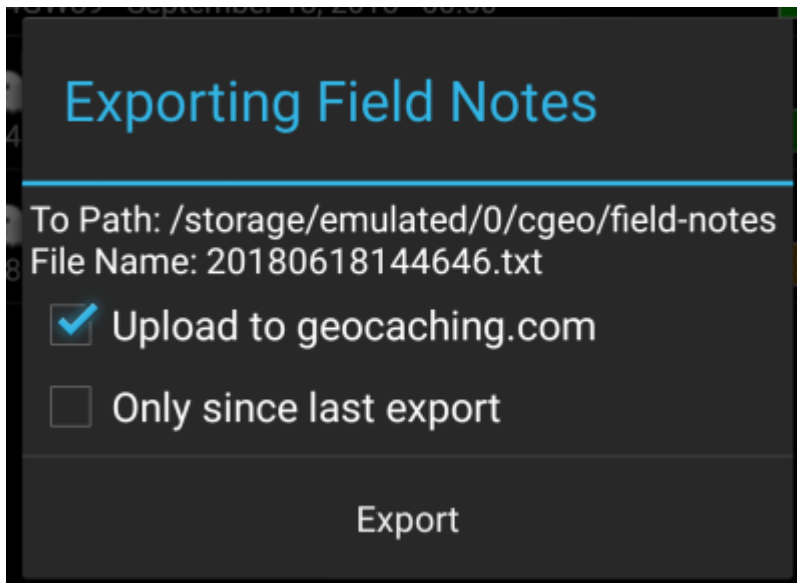 Exporting Field Notes
To Path: /storage/emulated/0/cgeo/field-notes
File Name: 20180618144646.txt
Upload to geocaching.com
Only since last export
Export